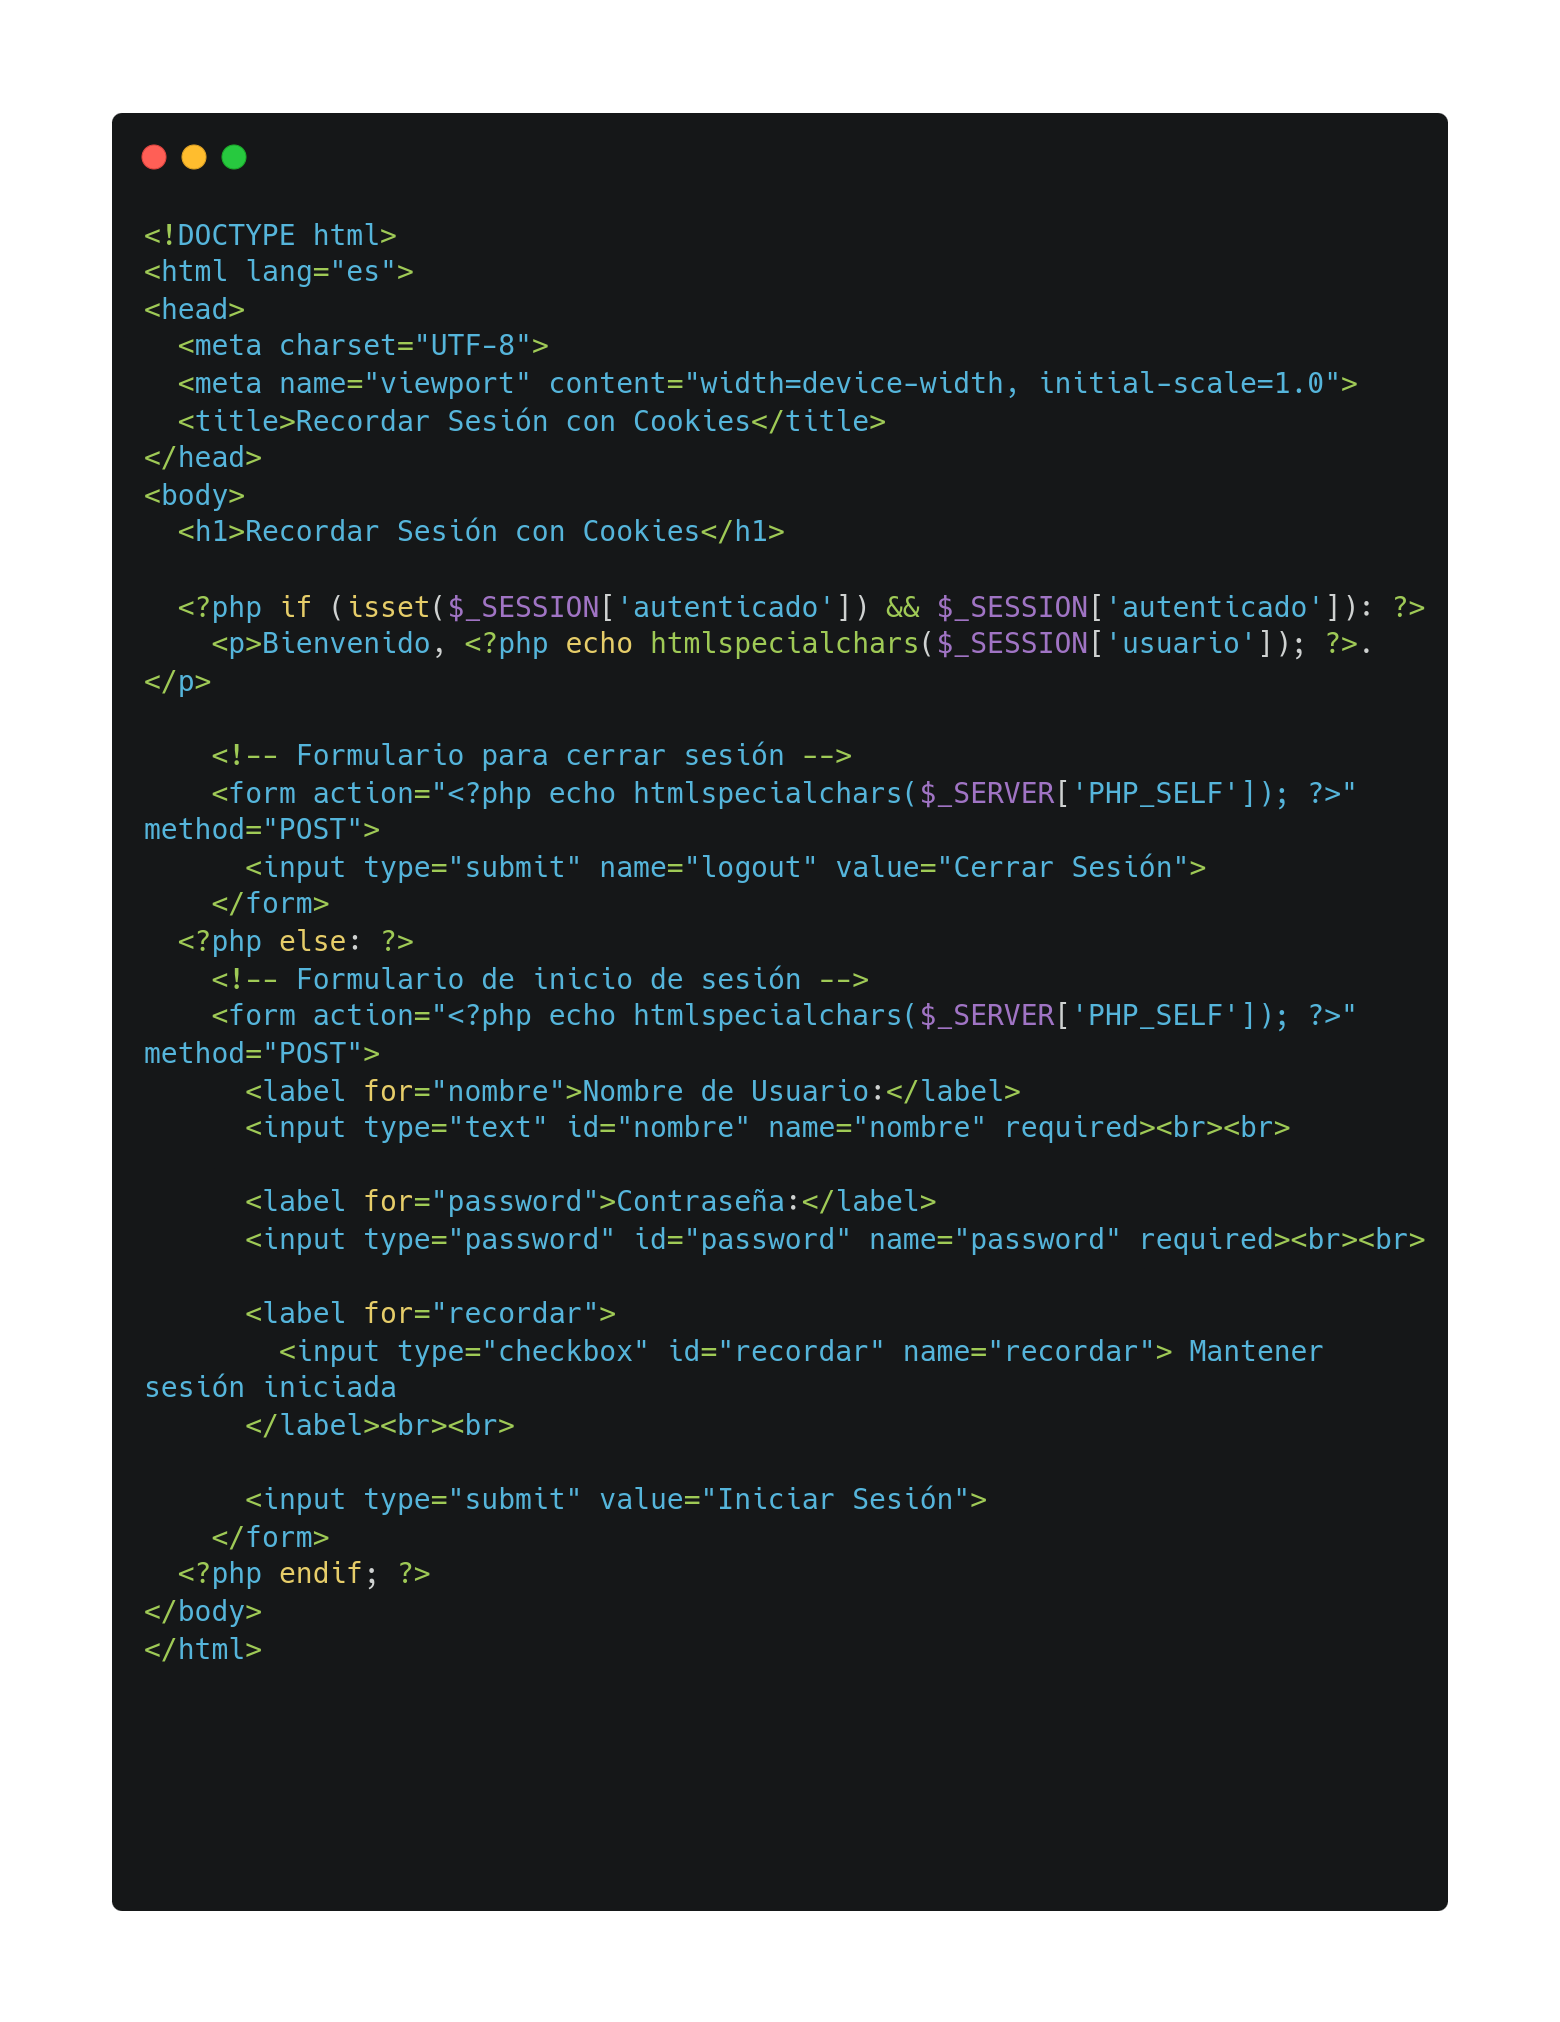 <!DOCTYPE html>
<html lang="es">
<head>
  <meta charset="UTF-8">
  <meta name="viewport" content="width=device-width, initial-scale=1.0">
  <title>Recordar Sesión con Cookies</title>
</head>
<body>
  <h1>Recordar Sesión con Cookies</h1>

  <?php if (isset($_SESSION['autenticado']) && $_SESSION['autenticado']): ?>
    <p>Bienvenido, <?php echo htmlspecialchars($_SESSION['usuario']); ?>.
</p>

    <!-- Formulario para cerrar sesión -->
    <form action="<?php echo htmlspecialchars($_SERVER['PHP_SELF']); ?>"
method="POST">
      <input type="submit" name="logout" value="Cerrar Sesión">
    </form>
  <?php else: ?>
    <!-- Formulario de inicio de sesión -->
    <form action="<?php echo htmlspecialchars($_SERVER['PHP_SELF']); ?>"
method="POST">
      <label for="nombre">Nombre de Usuario:</label>
      <input type="text" id="nombre" name="nombre" required><br><br>

      <label for="password">Contraseña:</label>
      <input type="password" id="password" name="password" required><br><br>

      <label for="recordar">
        <input type="checkbox" id="recordar" name="recordar"> Mantener
sesión iniciada
      </label><br><br>

      <input type="submit" value="Iniciar Sesión">
    </form>
  <?php endif; ?>
</body>
</html>